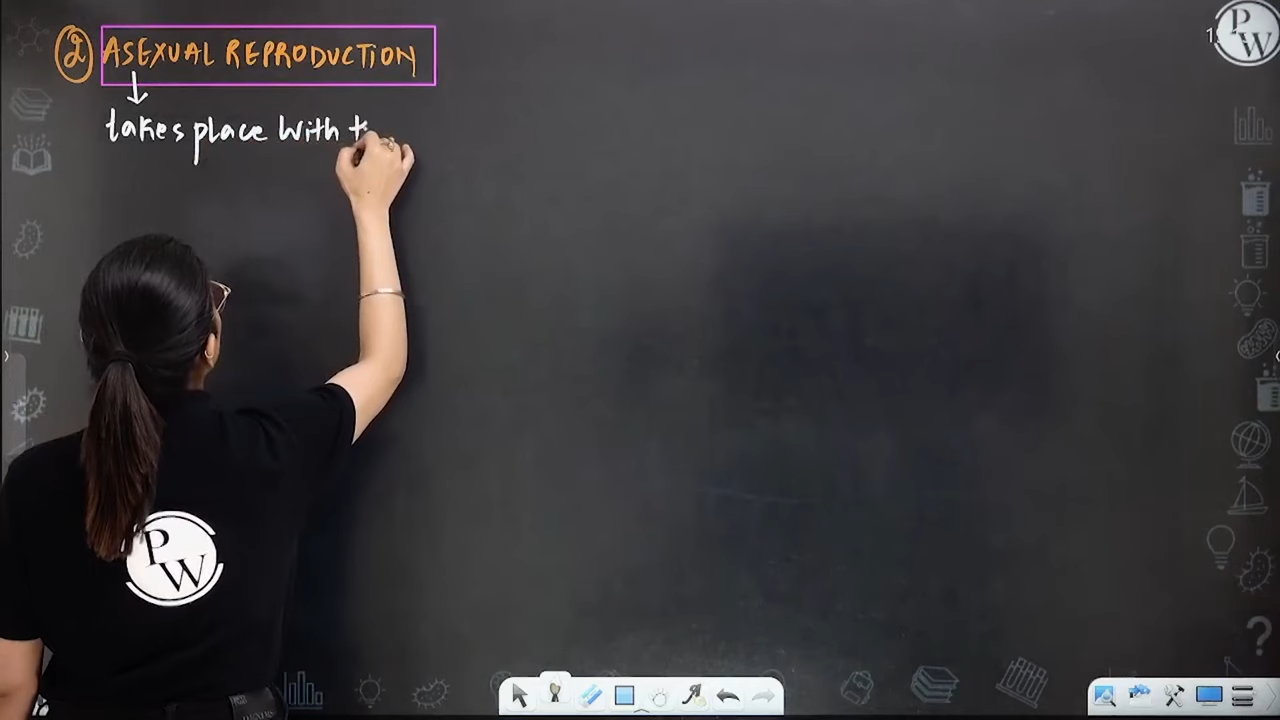 ② ASEXUAL REPRODUCTION
takes place with t
P W
P W
?